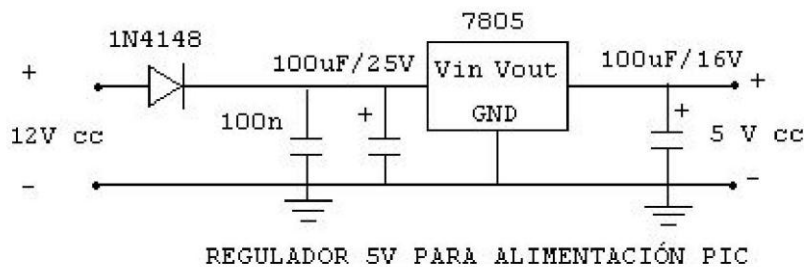 7805
1N4148
100uF/25V
100uF/16V
+
Vin Vout
+
12V cc
100n
+
GND
+
5 V cc
-
-
REGULADOR 5V PARA ALIMENTACIÓN PIC